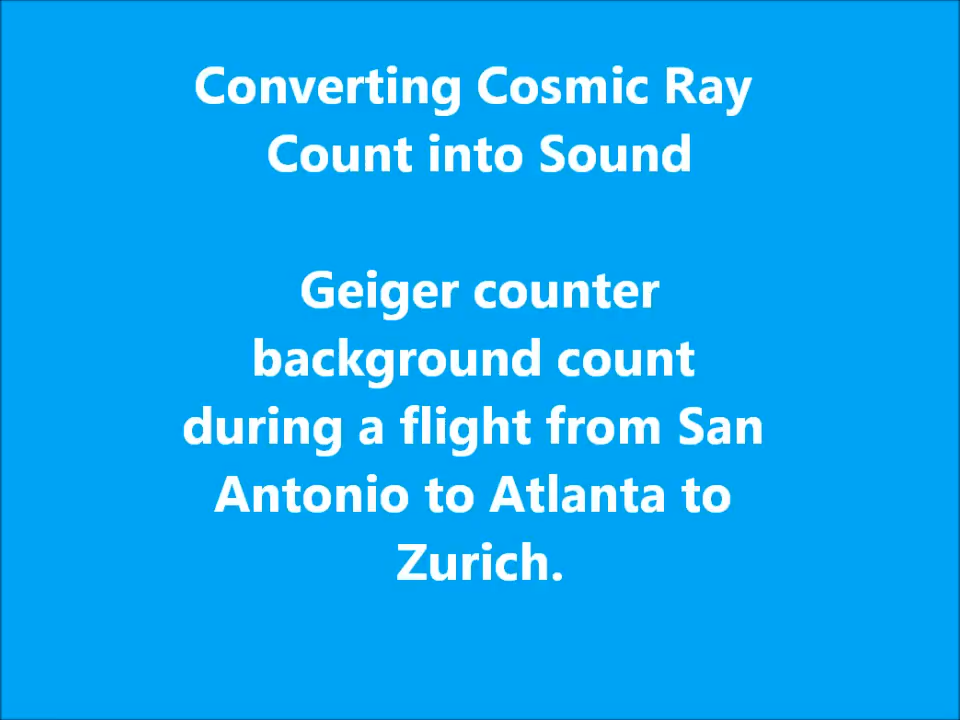 Converting Cosmic Ray
Count into Sound
Geiger counter
background count
during a flight from San
Antonio to Atlanta to
Zurich.